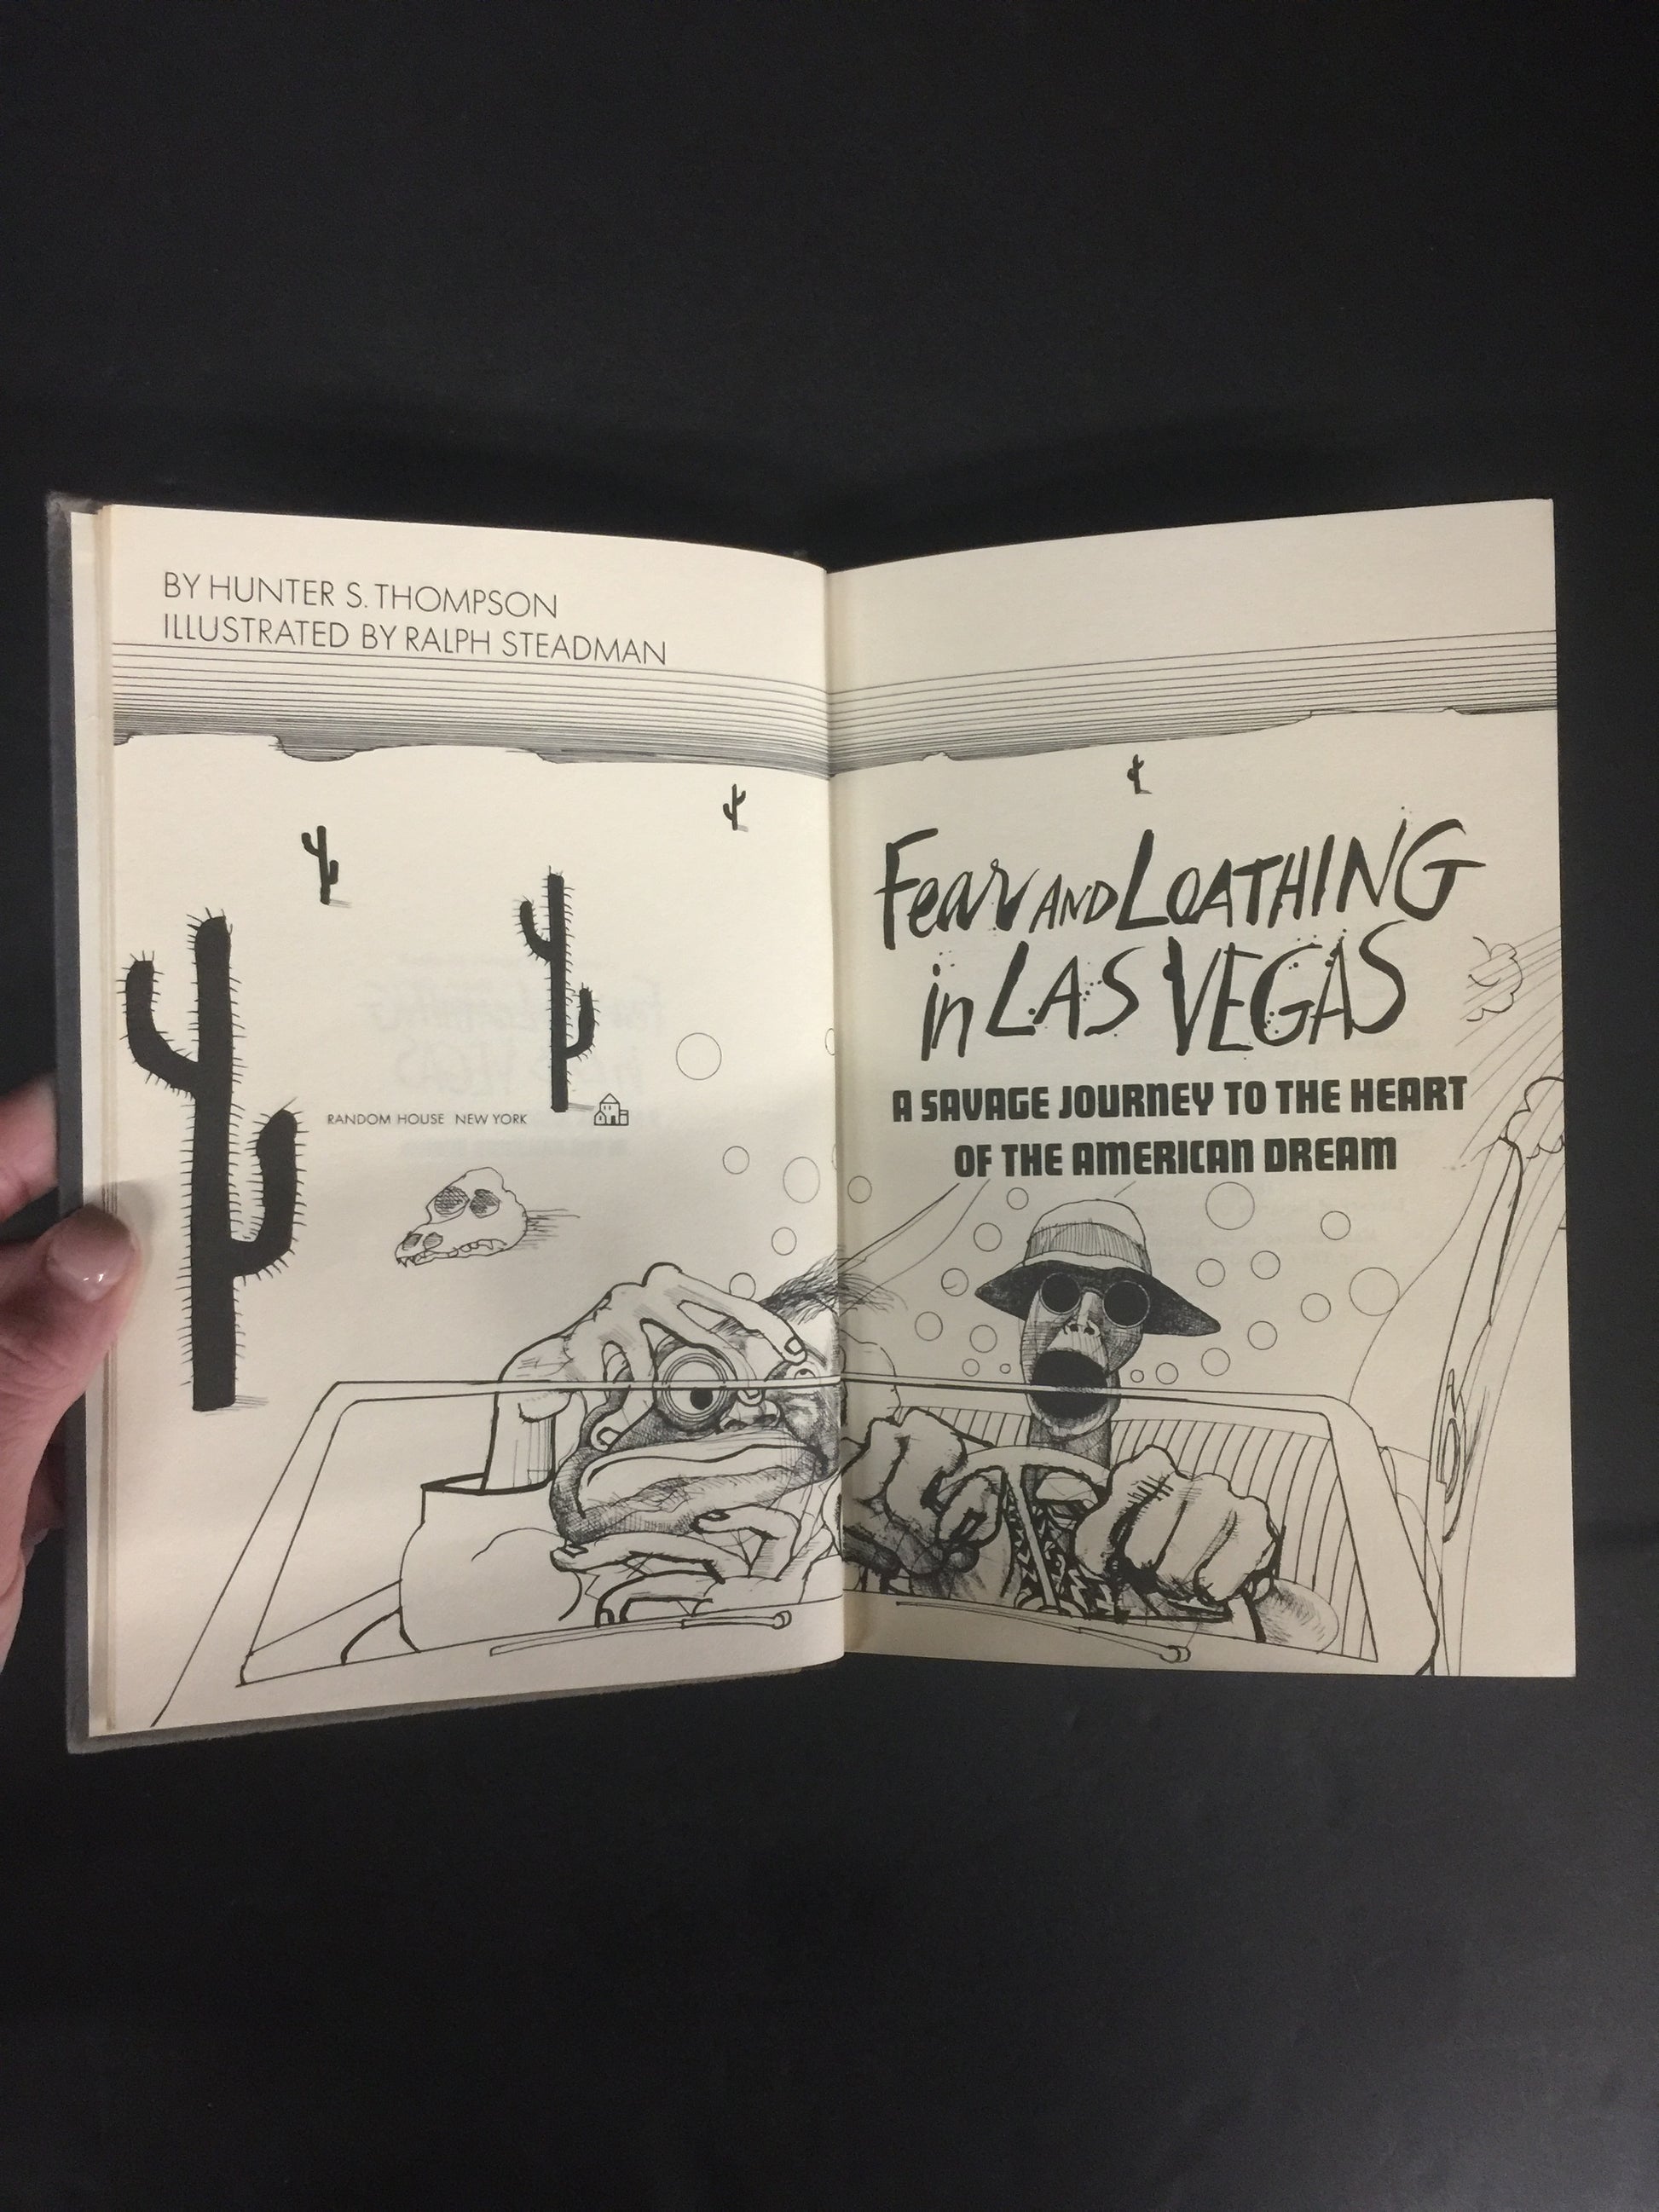 BY HUNTER S. THOMPSON
ILLUSTRATED BY RALPH STEADMAN
RANDOM HOUSE NEW YORK
Fear AND LOATHING
in LAS VEGAS
A SAVAGE JOURNEY TO THE HEART
OF THE AMERICAN DREAM